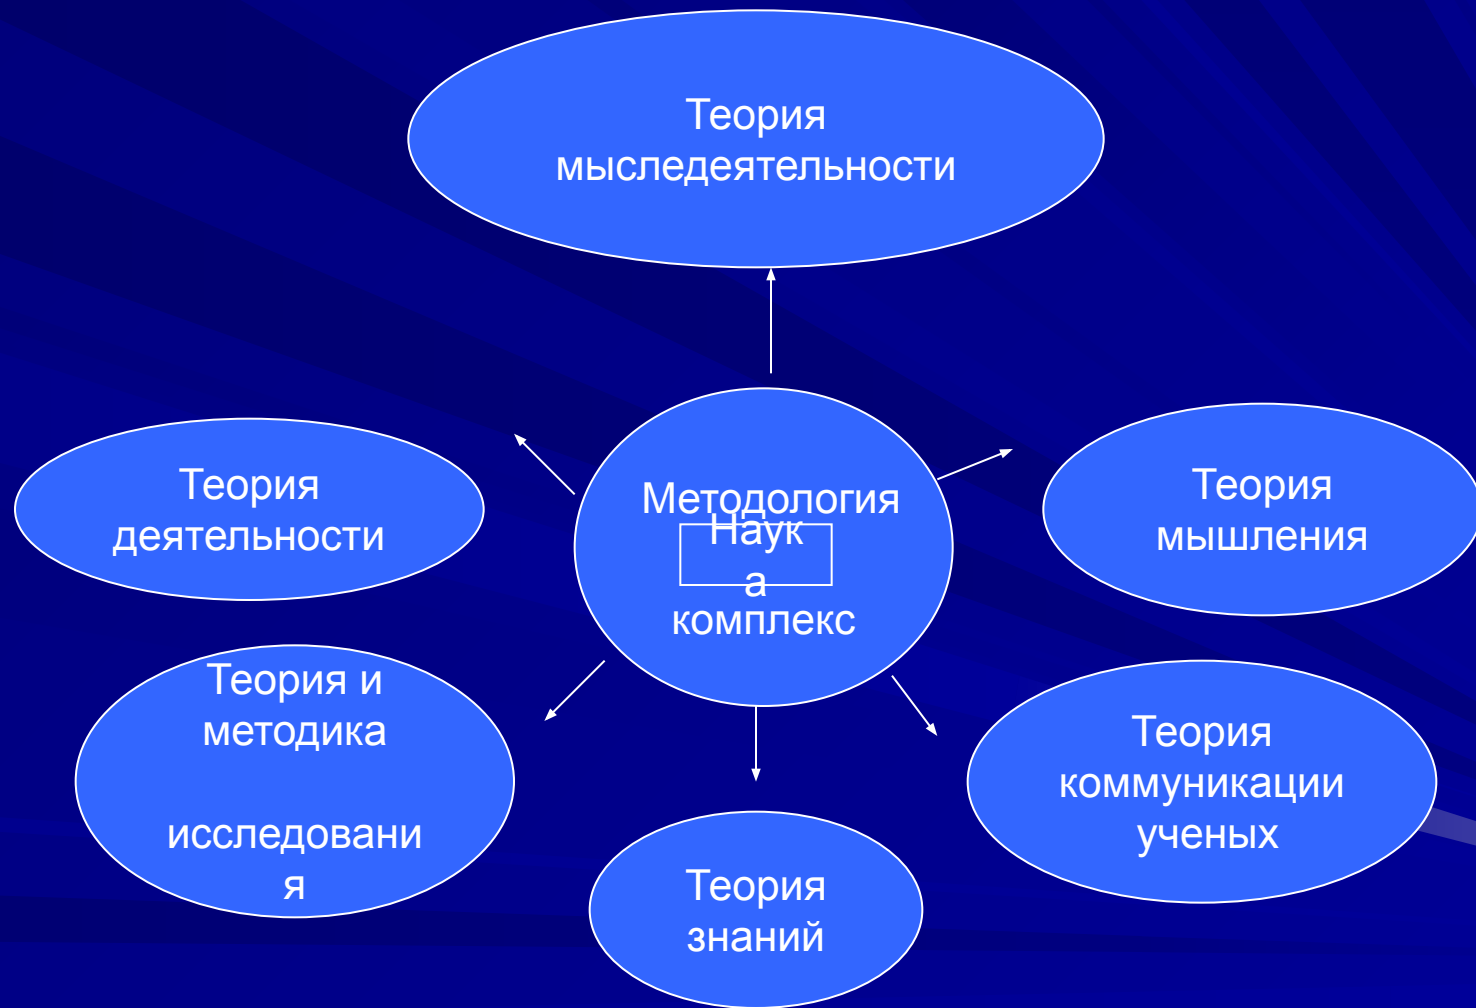 Теория
мыследеятельности
Теория
деятельности
Методология
Наук
а
комплекс
Теория
мышления
Теория и
методика
исследовани
я
Теория
знаний
Теория
коммуникации
ученых